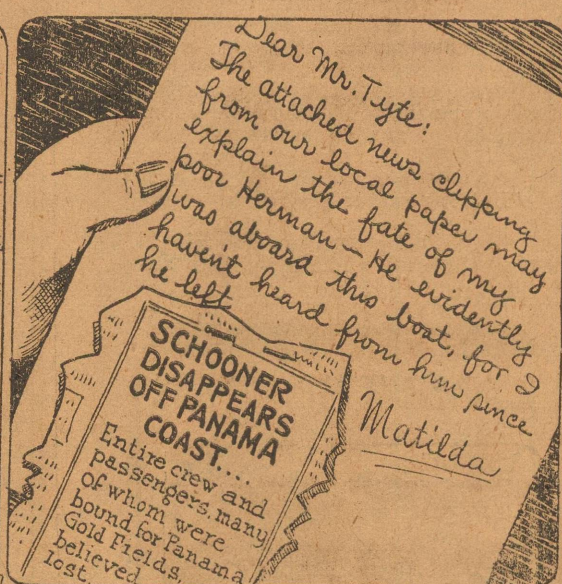 Dear Mr. Tyte:
The attached news clipping
from our local paper may
explain the fate of my
poor Herman – He evidently
was aboard this boat, for I
haven't heard from him since
he left
Matilda
SCHOONER
DISAPPEARS
OFF PANAMA
COAST....
Entire crew and
passengers, many
of whom were
bound for Panama
Gold Fields,
believed
lost.